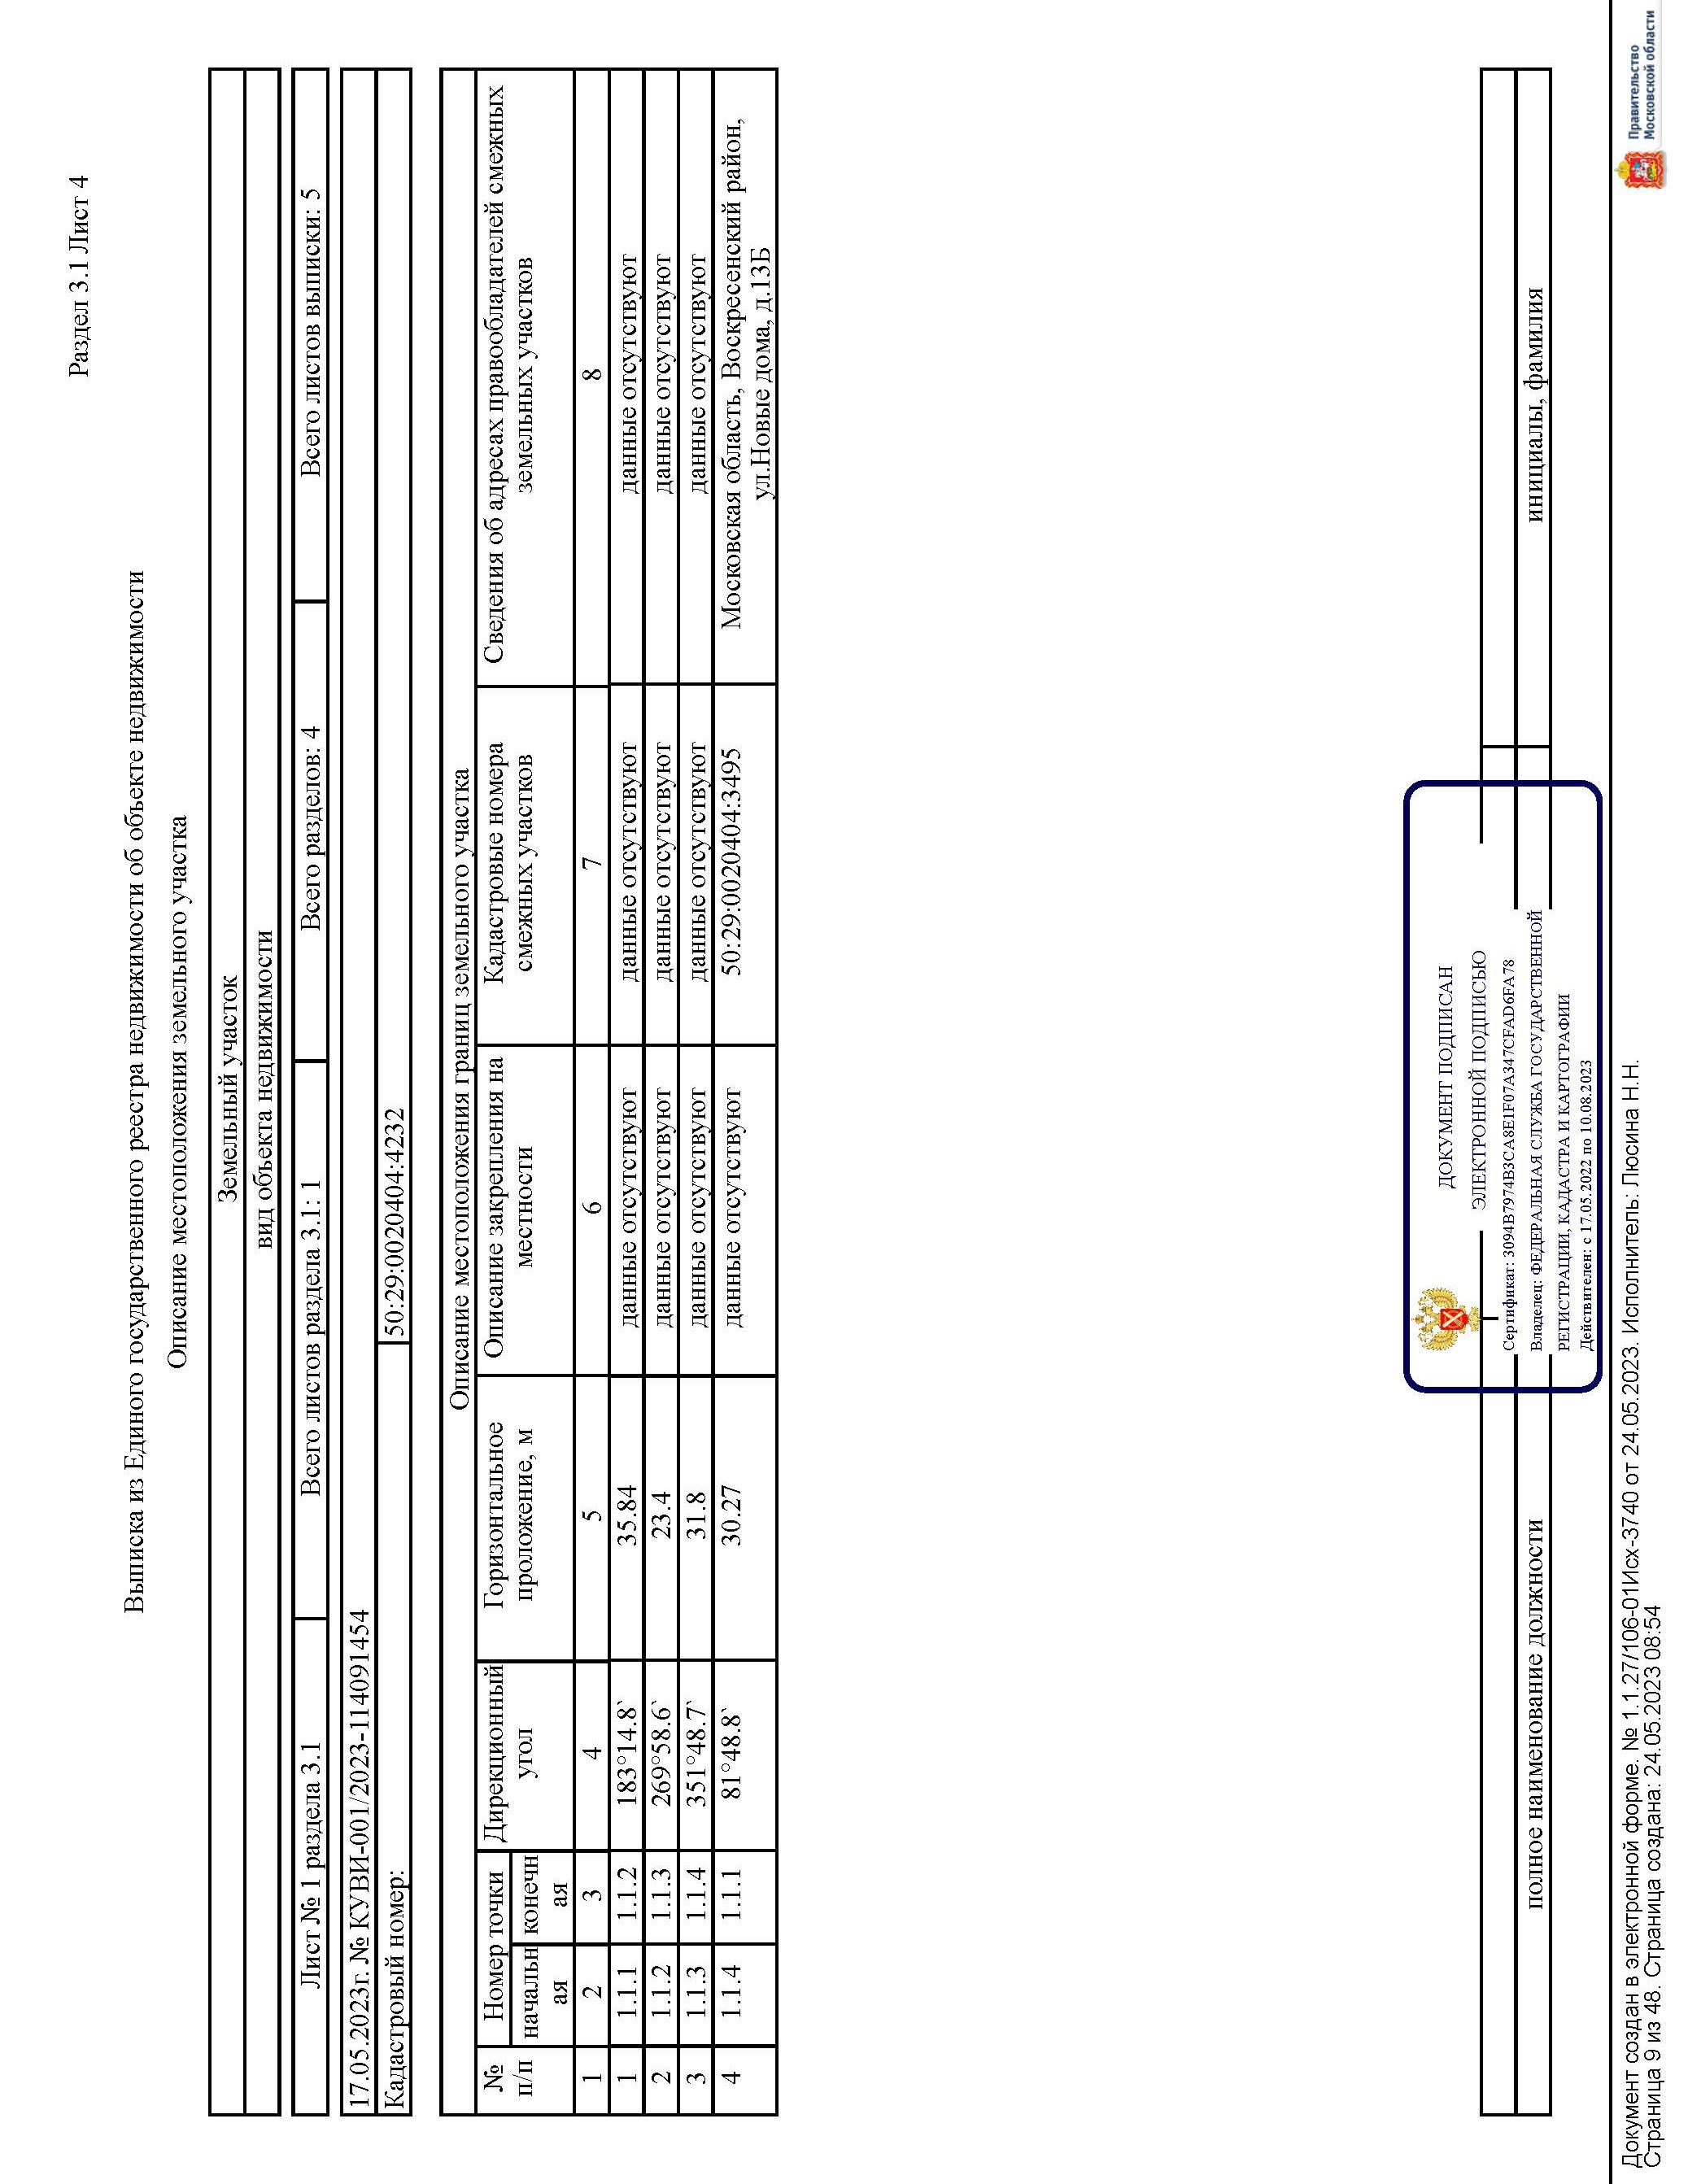 Раздел 3.1 Лист 4
Выписка из Единого государственного реестра недвижимости об объекте недвижимости
Описание местоположения земельного участка
Земельный участок
вид объекта недвижимости
Лист № 1 раздела 3.1 Всего листов раздела 3.1: 1 Всего разделов: 4 Всего листов выписки: 5
17.05.2023г. № КУВИ-001/2023-114091454
Кадастровый номер: 50:29:0020404:4232
Описание местоположения границ земельного участка
№ Номер точки Дирекционный Горизонтальное Описание закрепления на Кадастровые номера Сведения об адресах правообладателей смежных
п/п начальн конечн угол проложение, м местности смежных участков земельных участков
ая ая
1 2 3 4 5 6 7 8
1 1.1.1 1.1.2 183°14.8` 35.84 данные отсутствуют данные отсутствуют данные отсутствуют
2 1.1.2 1.1.3 269°58.6` 23.4 данные отсутствуют данные отсутствуют данные отсутствуют
3 1.1.3 1.1.4 351°48.7` 31.8 данные отсутствуют данные отсутствуют данные отсутствуют
4 1.1.4 1.1.1 81°48.8` 30.27 данные отсутствуют 50:29:0020404:3495 Московская область, Воскресенский район,
ул.Новые дома, д.13Б
ДОКУМЕНТ ПОДПИСАН
ЭЛЕКТРОННОЙ ПОДПИСЬЮ
Сертификат: 3094B7974B3CA8E1F07A347CFAD6FA78
Владелец: ФЕДЕРАЛЬНАЯ СЛУЖБА ГОСУДАРСТВЕННОЙ
РЕГИСТРАЦИИ, КАДАСТРА И КАРТОГРАФИИ
Действителен: с 17.05.2022 по 10.08.2023
полное наименование должности инициалы, фамилия
Документ создан в электронной форме. № 1.1.27/106-01Исх-3740 от 24.05.2023. Исполнитель: Люсина Н.Н.
Страница 9 из 48. Страница создана: 24.05.2023 08:54
Правительство
Московской области